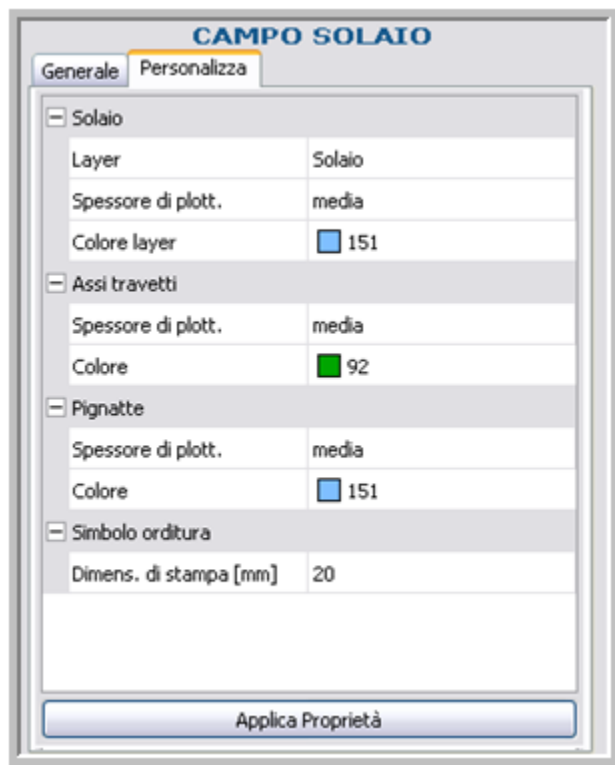 CAMPO SOLAIO
Generale Personalizza
Solaio
Layer Solaio
Spessore di plott. media
Colore layer 151
Assi travetti
Spessore di plott. media
Colore 92
Pignatte
Spessore di plott. media
Colore 151
Simbolo orditura
Dimens. di stampa [mm] 20
Applica Proprietà